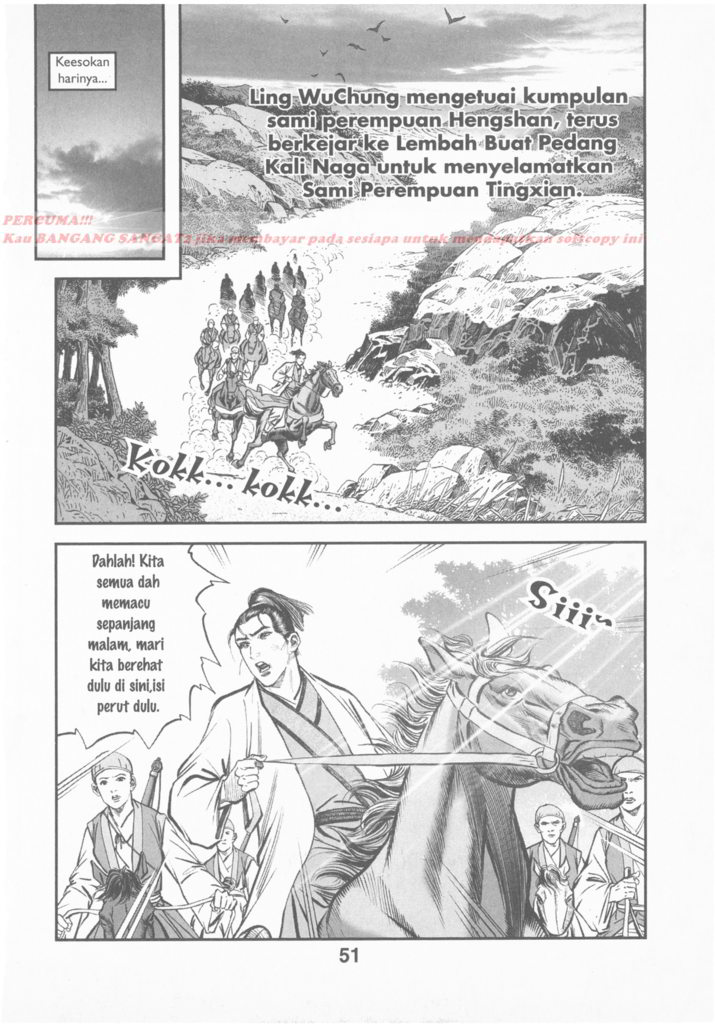 Keesokan
harinya...
Ling WuChung mengetuai kumpulan
sami perempuan Hengshan, terus
berkejar ke Lembah Buat Pedang
Kali Naga untuk menyelamatkan
Sami Perempuan Tingxian.
PERCUMA!!!
Kau BANGANG SANGAT2 jika membayar pada sesiapa untuk mendapatkan softcopy ini
Kokk... kokk...
Dahlah! Kita
semua dah
memacu
sepanjang
malam, mari
kita berehat
dulu di sini,isi
perut dulu.
Siiir
51